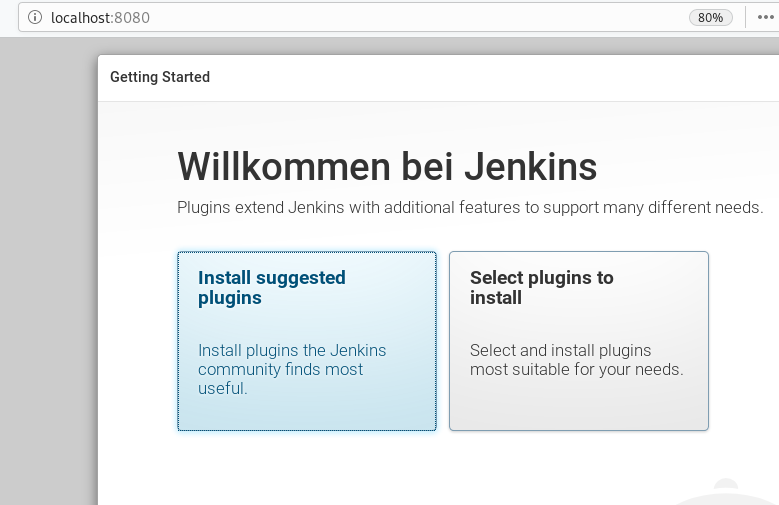 localhost:8080
80%
Getting Started
Willkommen bei Jenkins
Plugins extend Jenkins with additional features to support many different needs.
Install suggested
plugins
Install plugins the Jenkins
community finds most
useful.
Select plugins to
install
Select and install plugins
most suitable for your needs.